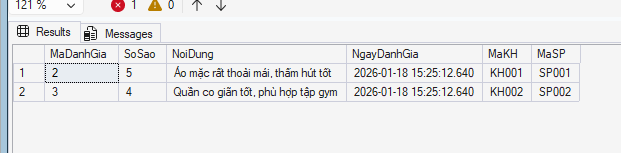 121 %
1
0
Results
Messages
MaDanhGia SoSao NoiDung NgayDanhGia MaKH MaSP
1 2 5 Áo mặc rất thoải mái, thấm hút tốt 2026-01-18 15:25:12.640 KH001 SP001
2 3 4 Quần co giãn tốt, phù hợp tập gym 2026-01-18 15:25:12.640 KH002 SP002